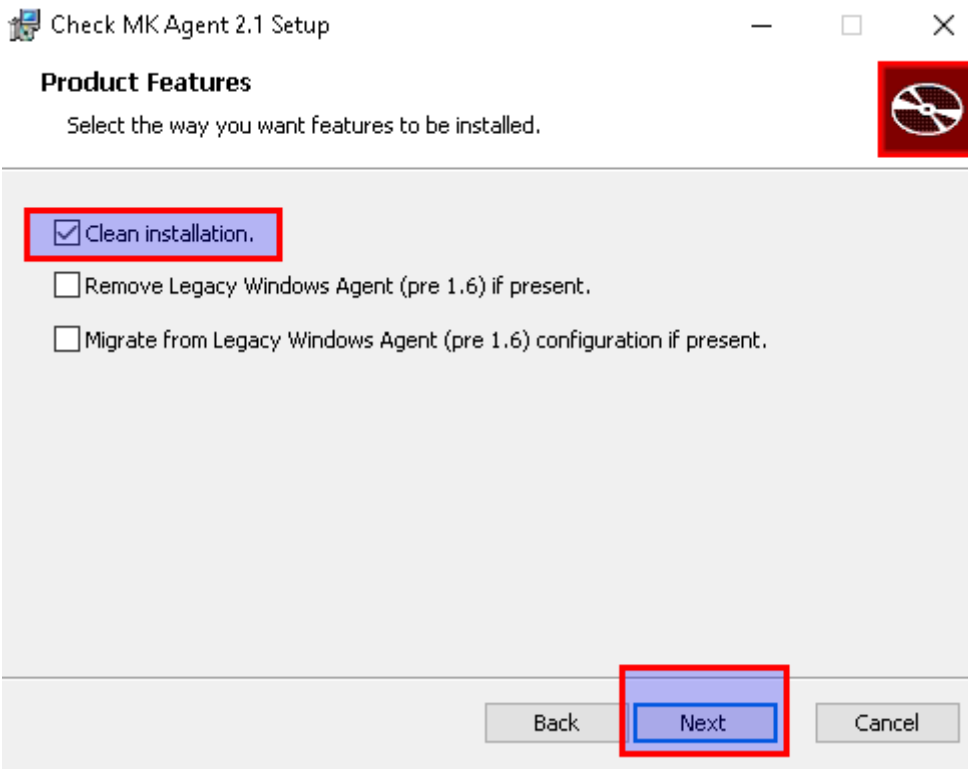 Check MK Agent 2.1 Setup
Product Features
Select the way you want features to be installed.
Clean installation.
Remove Legacy Windows Agent (pre 1.6) if present.
Migrate from Legacy Windows Agent (pre 1.6) configuration if present.
Back Next Cancel